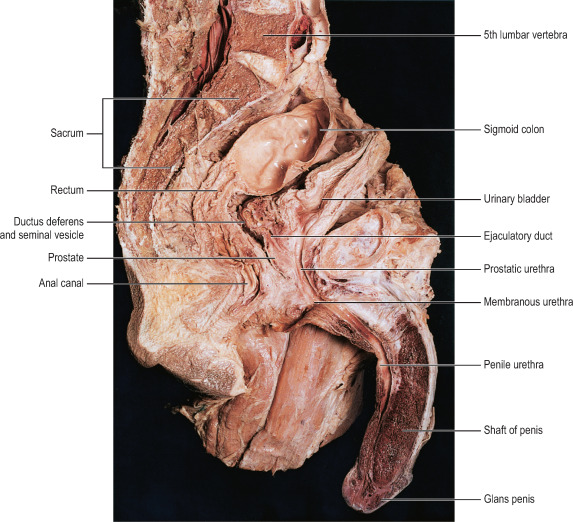 5th lumbar vertebra
Sacrum
Sigmoid colon
Rectum
Urinary bladder
Ductus deferens
and seminal vesicle
Ejaculatory duct
Prostate
Prostatic urethra
Anal canal
Membranous urethra
Penile urethra
Shaft of penis
Glans penis